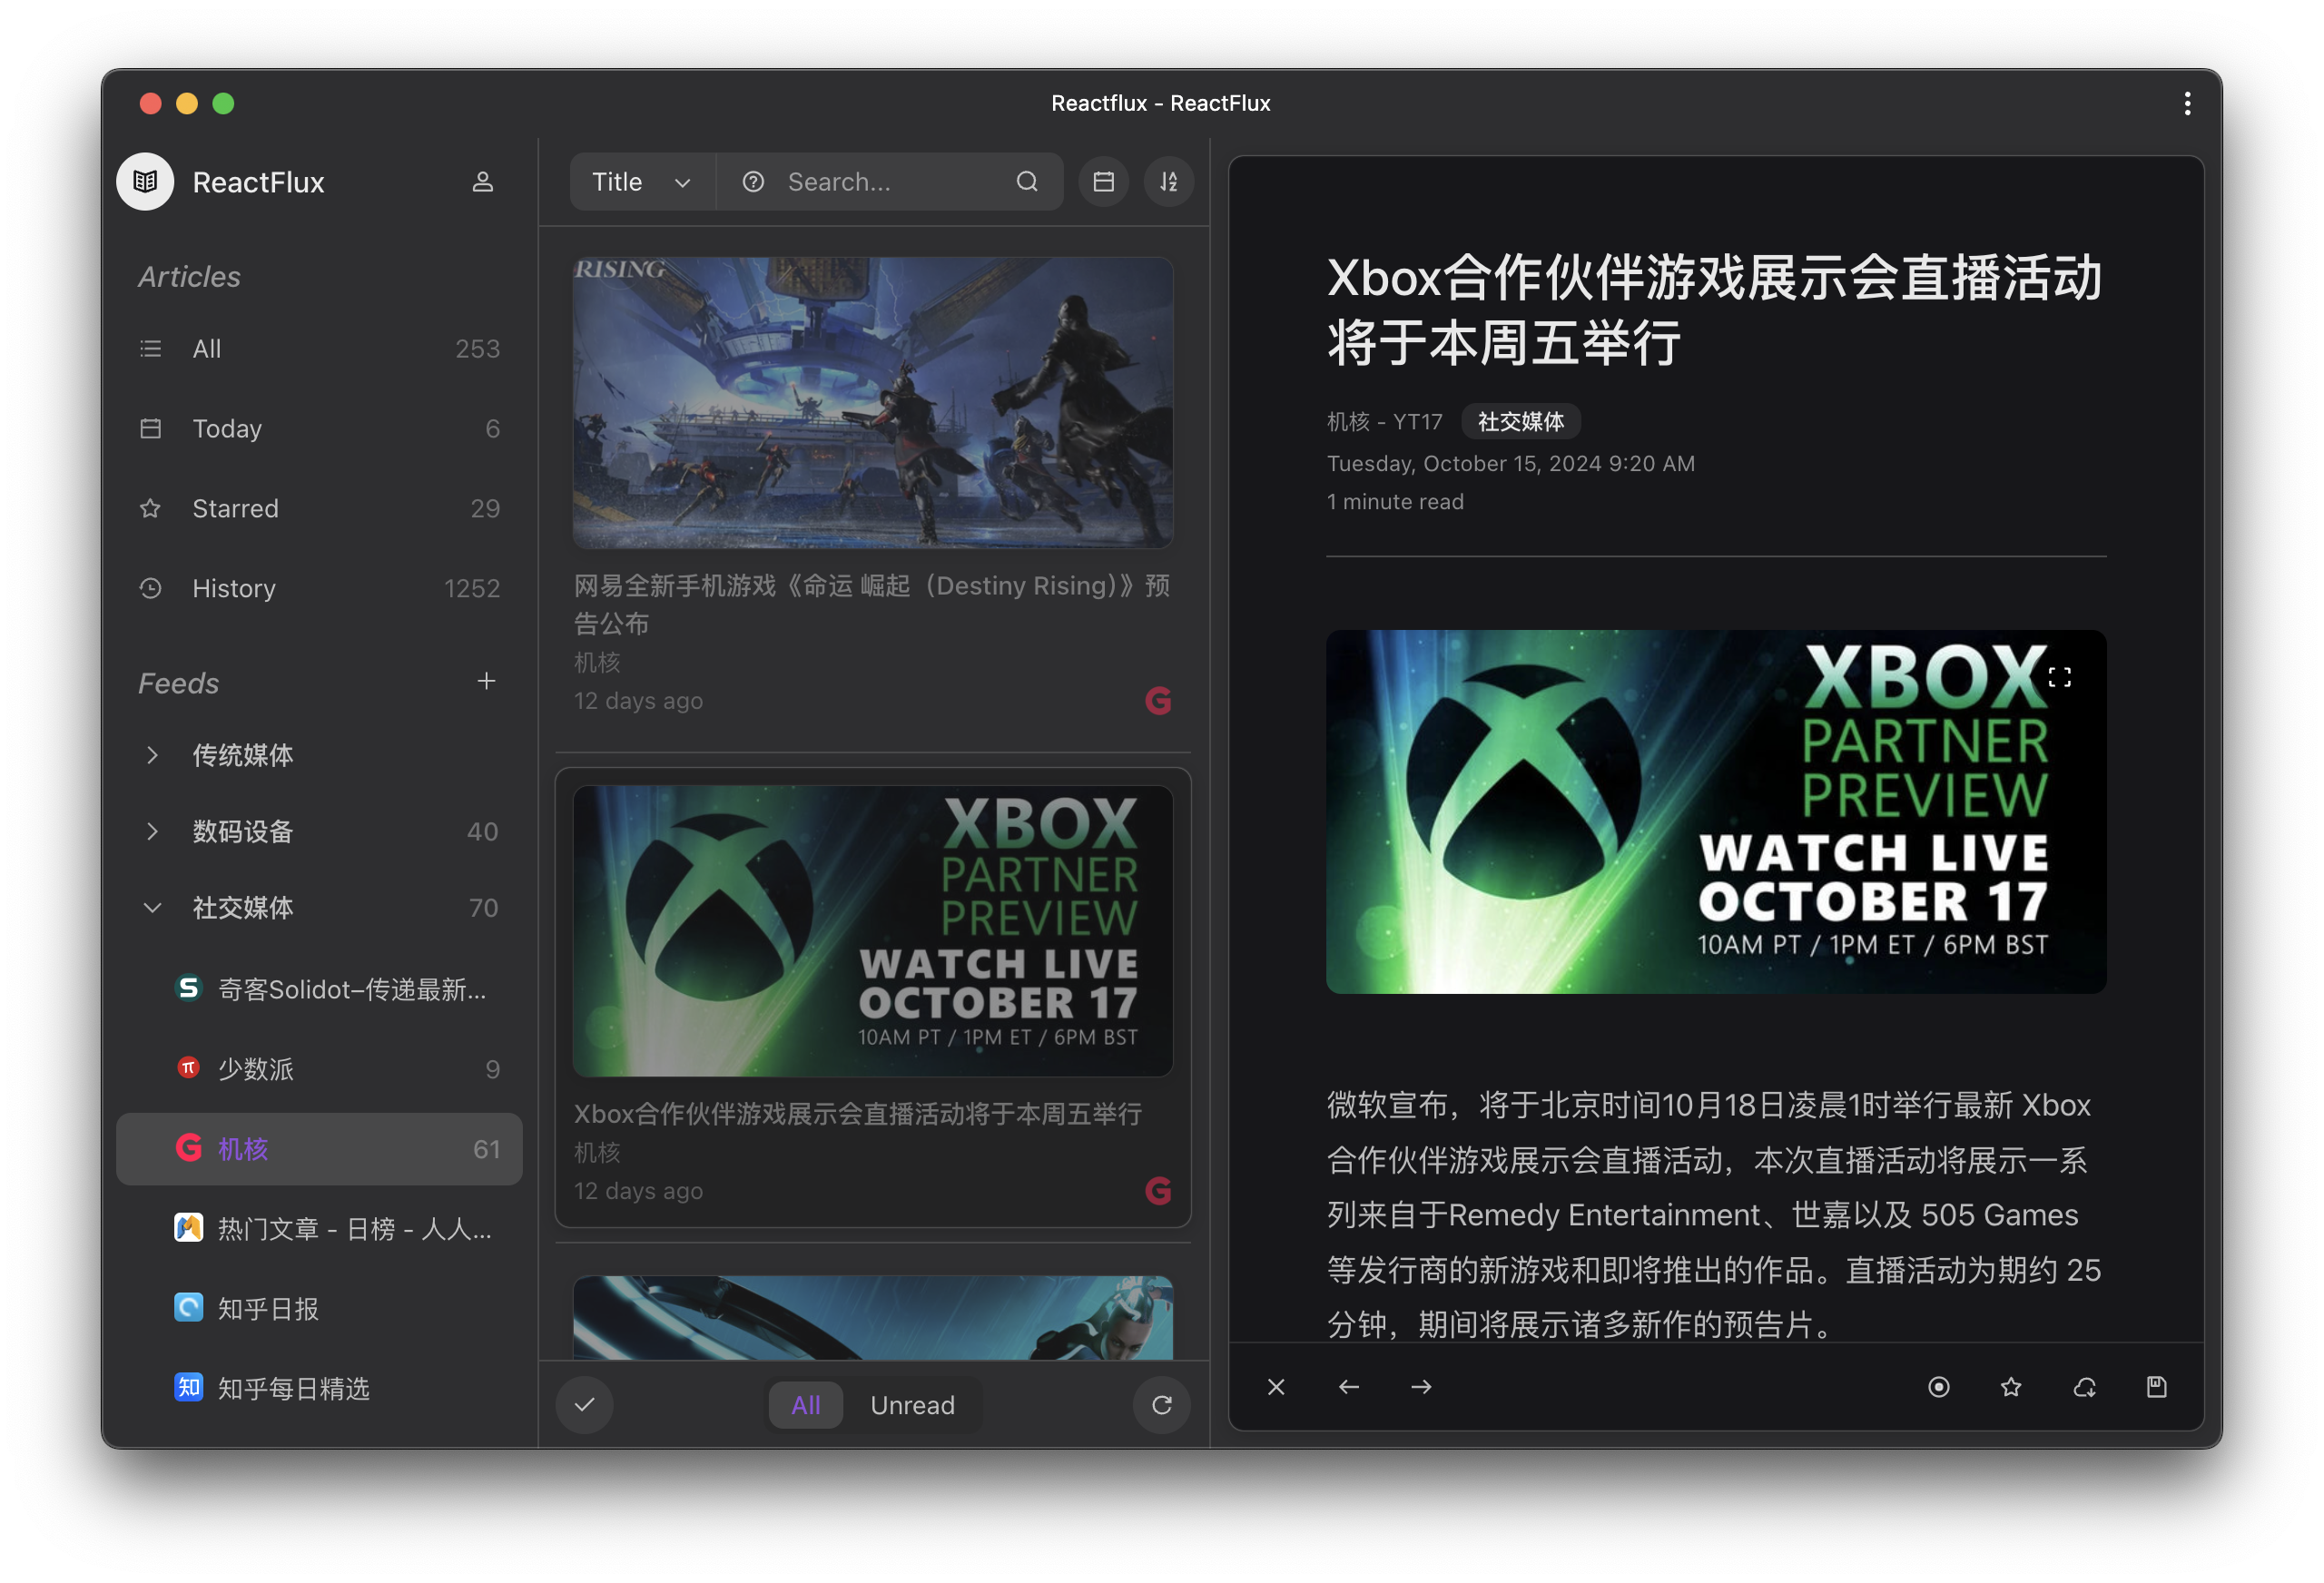 Reactflux - ReactFlux
ReactFlux
Articles
All 253
Today 6
Starred 29
History 1252
Feeds
传统媒体
数码设备 40
社交媒体 70
奇客Solidot–传递最新...
少数派 9
机核 61
热门文章 - 日榜 - 人人...
知乎日报
知 知乎每日精选
Title Search...
RISING
网易全新手机游戏《命运 崛起（Destiny Rising）》预
告公布
机核
12 days ago
XBOX
PARTNER
PREVIEW
WATCH LIVE
OCTOBER 17
10AM PT / 1PM ET / 6PM BST
Xbox合作伙伴游戏展示会直播活动将于本周五举行
机核
12 days ago
All Unread
Xbox合作伙伴游戏展示会直播活动
将于本周五举行
机核 - YT17 社交媒体
Tuesday, October 15, 2024 9:20 AM
1 minute read
XBOX
PARTNER
PREVIEW
WATCH LIVE
OCTOBER 17
10AM PT / 1PM ET / 6PM BST
微软宣布，将于北京时间10月18日凌晨1时举行最新 Xbox
合作伙伴游戏展示会直播活动，本次直播活动将展示一系
列来自于Remedy Entertainment、世嘉以及 505 Games
等发行商的新游戏和即将推出的作品。直播活动为期约 25
分钟，期间将展示诸多新作的预告片。